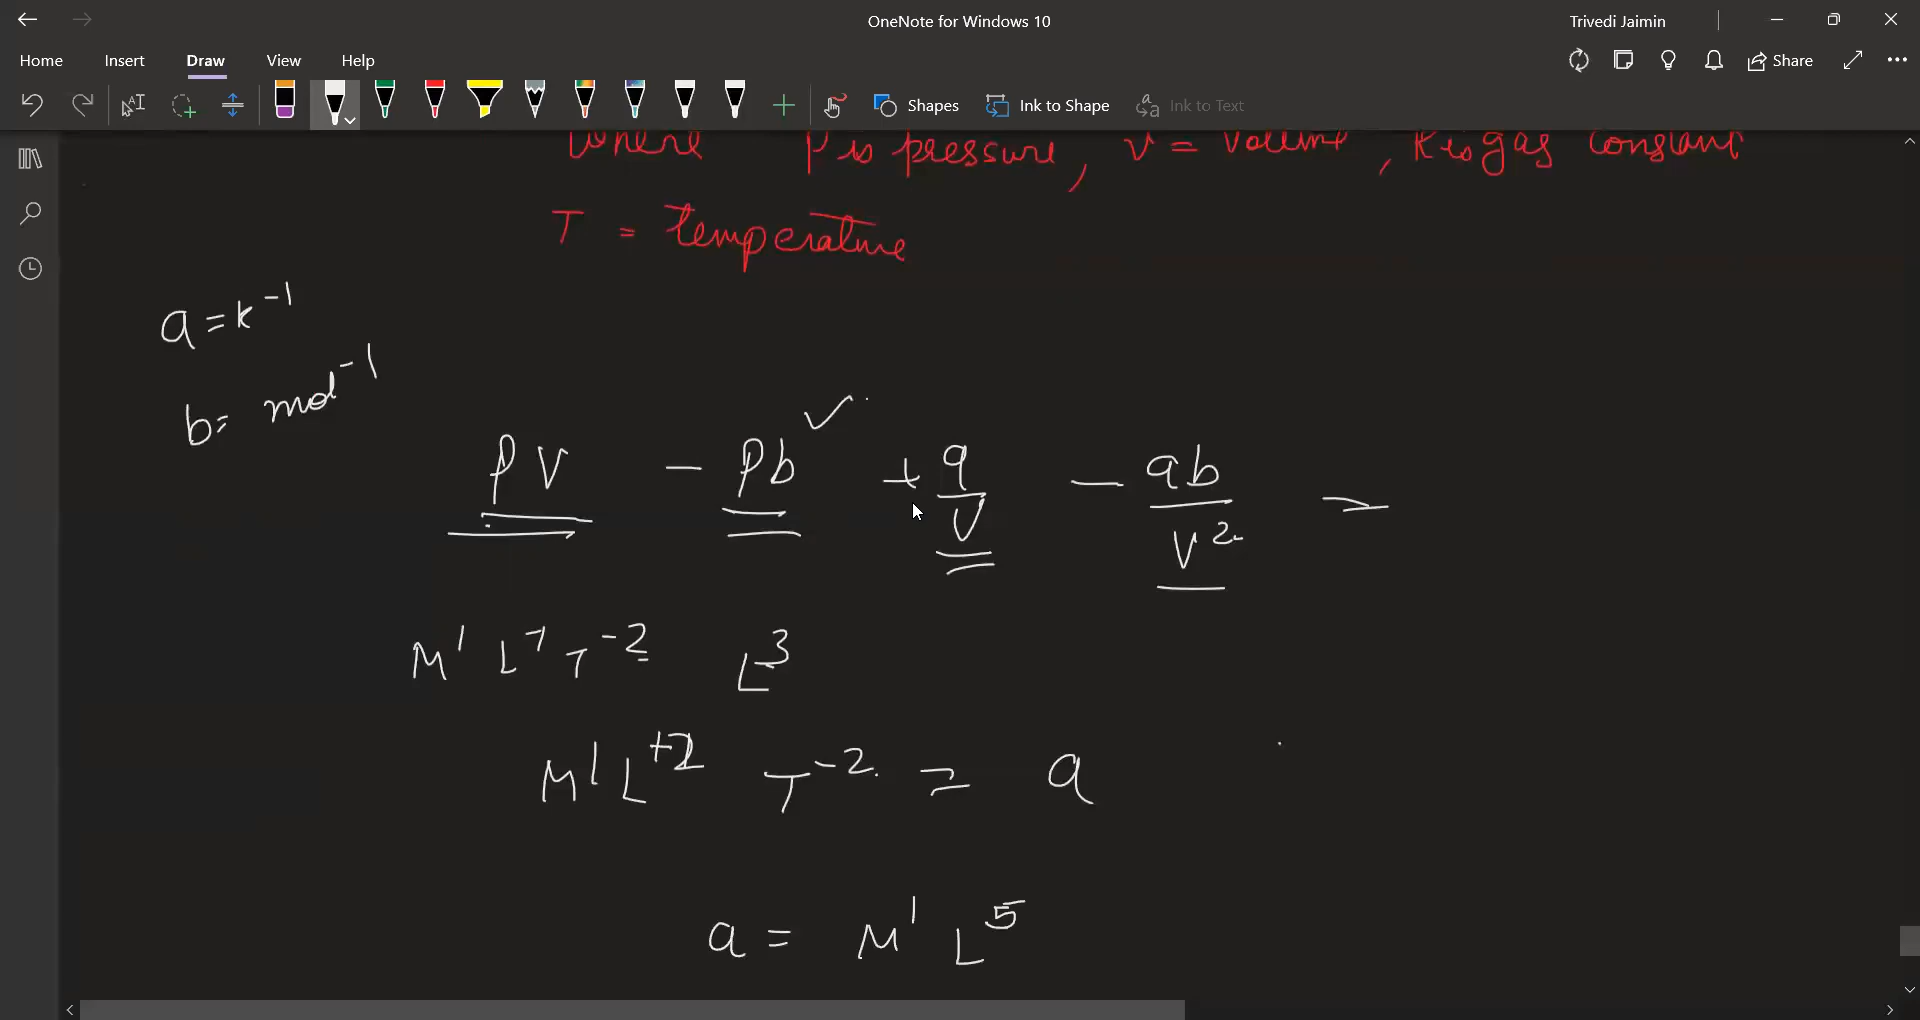 OneNote for Windows 10
Trivedi Jaimin
Home Insert Draw View Help
Share
Shapes Ink to Shape Ink to Text
where P is pressure, V = Volume, R is gas constant
T = temperature
a = k⁻¹
b = mol⁻¹
PV - Pb + a/V - ab/V² =
M¹ L⁻¹ T⁻² L³
M¹ L⁺² T⁻² = a
a = M¹ L⁵